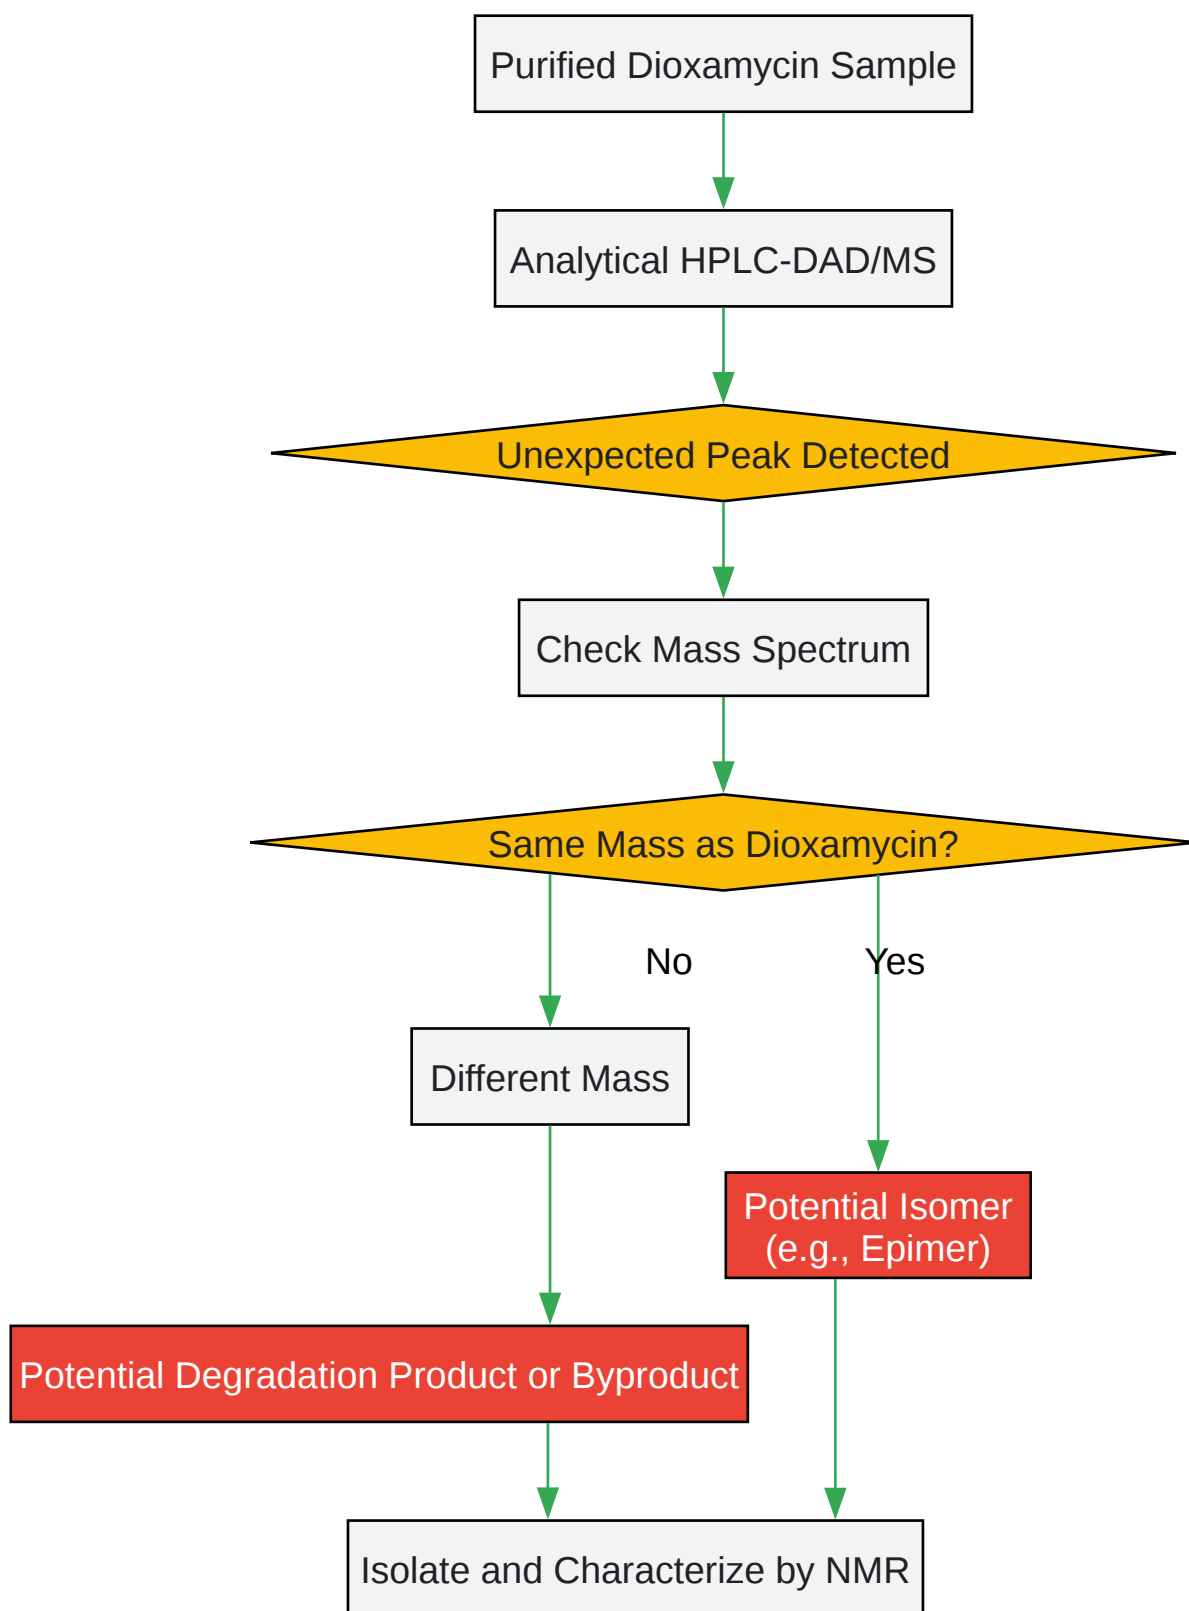 Purified Dioxamycin Sample
Analytical HPLC-DAD/MS
Unexpected Peak Detected
Check Mass Spectrum
Same Mass as Dioxamycin?
No
Yes
Different Mass
Potential Isomer
(e.g., Epimer)
Potential Degradation Product or Byproduct
Isolate and Characterize by NMR